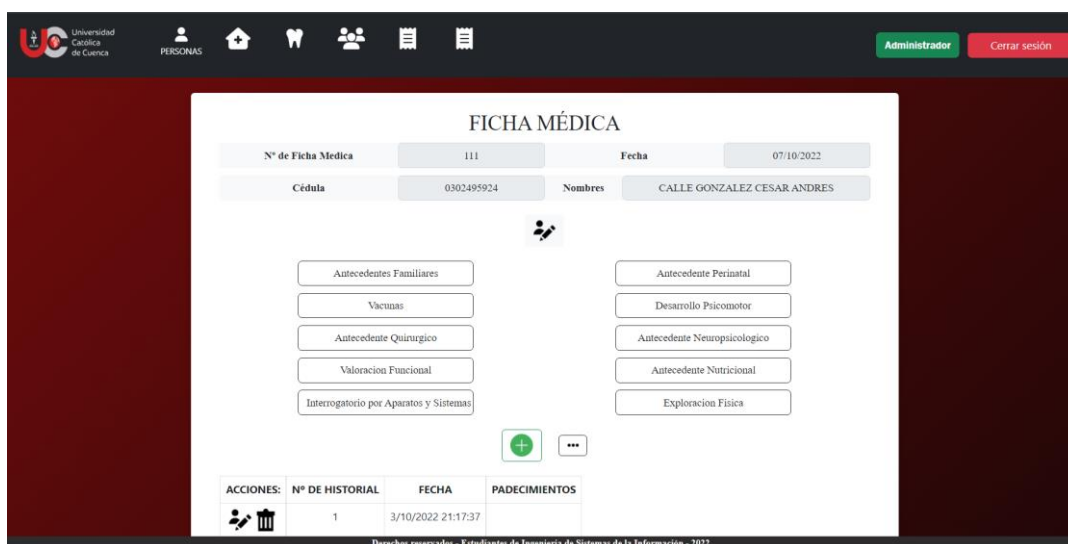 Universidad
Católica
de Cuenca
UC
PERSONAS
Administrador
Cerrar sesión
FICHA MÉDICA
Nº de Ficha Medica 111 Fecha 07/10/2022
Cédula 0302495924 Nombres CALLE GONZALEZ CESAR ANDRES
Antecedentes Familiares Antecedente Perinatal
Vacunas Desarrollo Psicomotor
Antecedente Quirurgico Antecedente Neuropsicologico
Valoracion Funcional Antecedente Nutricional
Interrogatorio por Aparatos y Sistemas Exploracion Fisica
ACCIONES: Nº DE HISTORIAL FECHA PADECIMIENTOS
1 3/10/2022 21:17:37
Derechos reservados - Estudiantes de Ingenieria de Sistemas de la Información - 2022